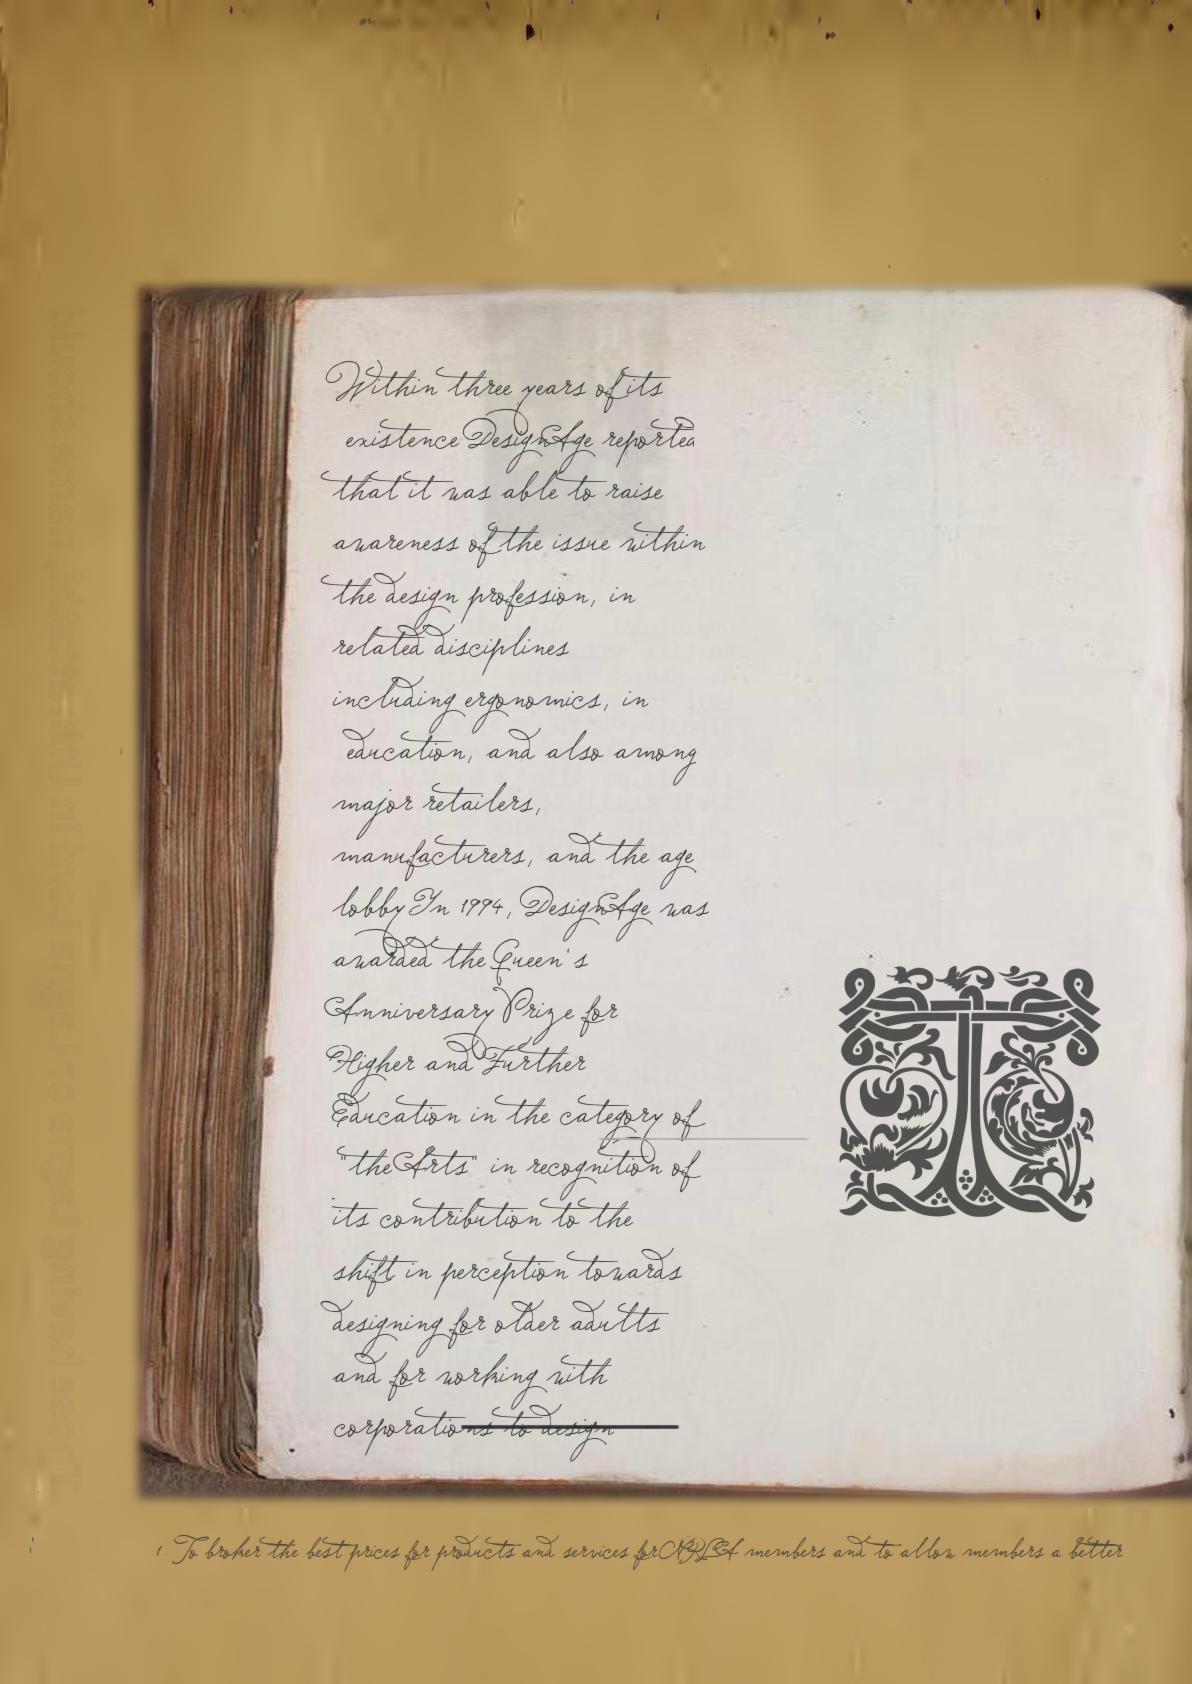 Within three years of its
existence DesignAge reported
that it was able to raise
awareness of the issue within
the design profession, in
related disciplines
including ergonomics, in
education, and also among
major retailers,
manufacturers, and the age
lobby In 1994, DesignAge was
awarded the Queen's
Anniversary Prize for
Higher and Further
Education in the category of
"the Arts" in recognition of
its contribution to the
shift in perception towards
designing for older adults
and for working with
corporations to design
T
1. To broker the best prices for products and services for NRLA members and to allow members a better